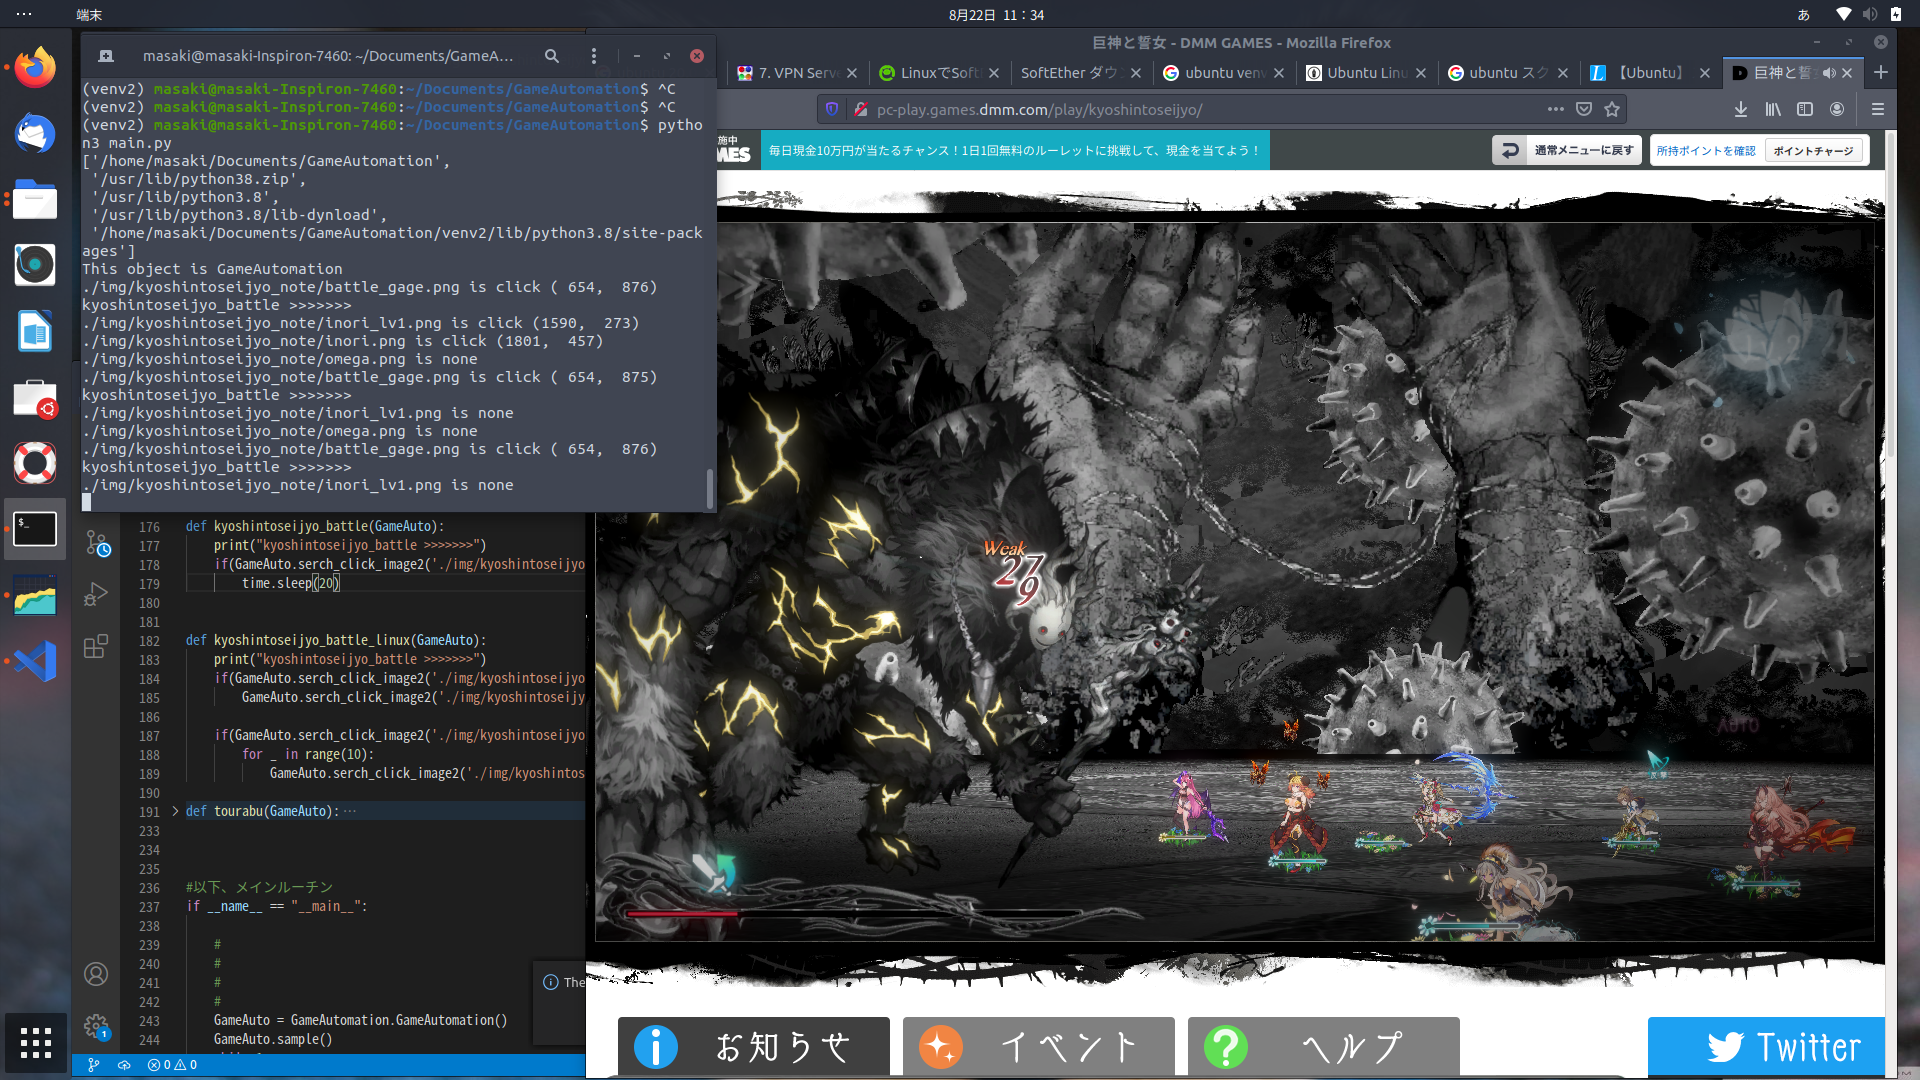 端末
8月22日 11：34
あ
masaki@masaki-Inspiron-7460: ~/Documents/GameA...
(venv2) masaki@masaki-Inspiron-7460:~/Documents/GameAutomation$ ^C
(venv2) masaki@masaki-Inspiron-7460:~/Documents/GameAutomation$ ^C
(venv2) masaki@masaki-Inspiron-7460:~/Documents/GameAutomation$ pytho
n3 main.py
['/home/masaki/Documents/GameAutomation',
'/usr/lib/python38.zip',
'/usr/lib/python3.8',
'/usr/lib/python3.8/lib-dynload',
'/home/masaki/Documents/GameAutomation/venv2/lib/python3.8/site-pack
ages']
This object is GameAutomation
./img/kyoshintoseijyo_note/battle_gage.png is click ( 654,  876)
kyoshintoseijyo_battle >>>>>>>
./img/kyoshintoseijyo_note/inori_lv1.png is click (1590,  273)
./img/kyoshintoseijyo_note/inori.png is click (1801,  457)
./img/kyoshintoseijyo_note/omega.png is none
./img/kyoshintoseijyo_note/battle_gage.png is click ( 654,  875)
kyoshintoseijyo_battle >>>>>>>
./img/kyoshintoseijyo_note/inori_lv1.png is none
./img/kyoshintoseijyo_note/omega.png is none
./img/kyoshintoseijyo_note/battle_gage.png is click ( 654,  876)
kyoshintoseijyo_battle >>>>>>>
./img/kyoshintoseijyo_note/inori_lv1.png is none
176 def kyoshintoseijyo_battle(GameAuto):
177 print("kyoshintoseijyo_battle >>>>>>>")
178 if(GameAuto.serch_click_image2('./img/kyoshintoseijyo
179 time.sleep(20)
180
181
182 def kyoshintoseijyo_battle_linux(GameAuto):
183 print("kyoshintoseijyo_battle >>>>>>>")
184 if(GameAuto.serch_click_image2('./img/kyoshintoseijyo
185 GameAuto.serch_click_image2('./img/kyoshintoseijy
186
187 if(GameAuto.serch_click_image2('./img/kyoshintoseijyo
188 for _ in range(10):
189 GameAuto.serch_click_image2('./img/kyoshintos
190
191 def tourabu(GameAuto): ...
233
234
235
236 #以下、メインルーチン
237 if __name__ == "__main__":
238
239 #
240 #
241 #
242 #
243 GameAuto = GameAutomation.GameAutomation()
244 GameAuto.sample()
The
1
0 0
巨神と誓女 - DMM GAMES - Mozilla Firefox
7. VPN Serv
LinuxでSoft
SoftEther ダウ
ubuntu venv
Ubuntu Linu
ubuntu スク
【Ubuntu】
巨神と誓
pc-play.games.dmm.com/play/kyoshintoseijyo/
施中
MES
毎日現金10万円が当たるチャンス！1日1回無料のルーレットに挑戦して、現金を当てよう！
通常メニューに戻す
所持ポイントを確認
ポイントチャージ
Weak
279
AUTO
お知らせ
イベント
ヘルプ
Twitter